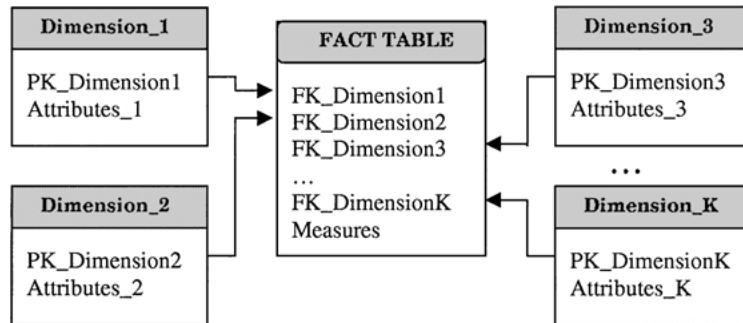 Dimension_1
PK_Dimension1
Attributes_1
Dimension_2
PK_Dimension2
Attributes_2
FACT TABLE
FK_Dimension1
FK_Dimension2
FK_Dimension3
...
FK_DimensionK
Measures
Dimension_3
PK_Dimension3
Attributes_3
...
Dimension_K
PK_DimensionK
Attributes_K